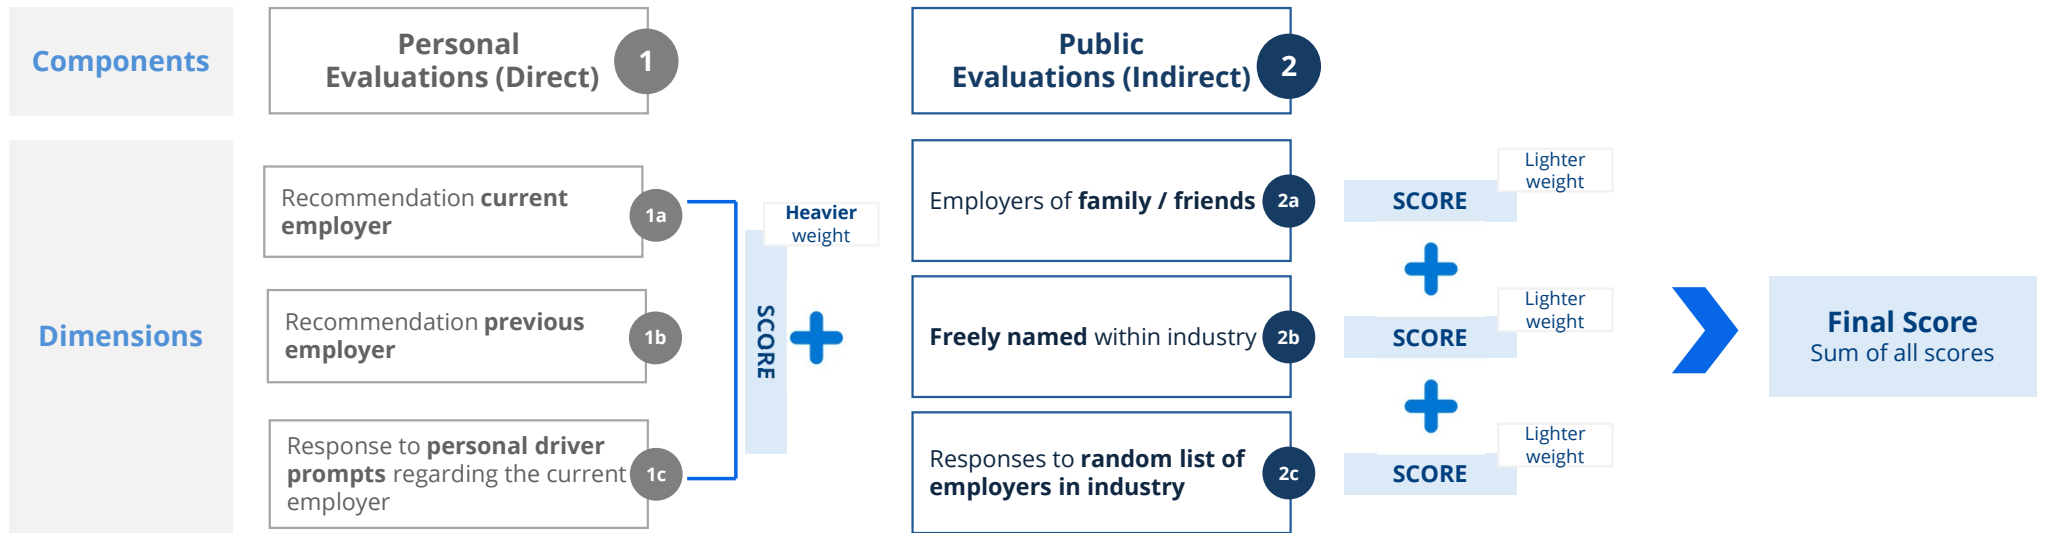 Components
Personal
Evaluations (Direct)
1
Public
Evaluations (Indirect)
2
Dimensions
Recommendation current
employer
1a
Recommendation previous
employer
1b
Response to personal driver
prompts regarding the current
employer
1c
Heavier
weight
SCORE
Employers of family / friends
2a
Lighter
weight
SCORE
Freely named within industry
2b
Lighter
weight
SCORE
Responses to random list of
employers in industry
2c
Lighter
weight
SCORE
Final Score
Sum of all scores